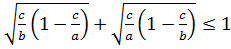 √(c/b (1 − c/a)) + √(c/a (1 − c/b)) ≤ 1